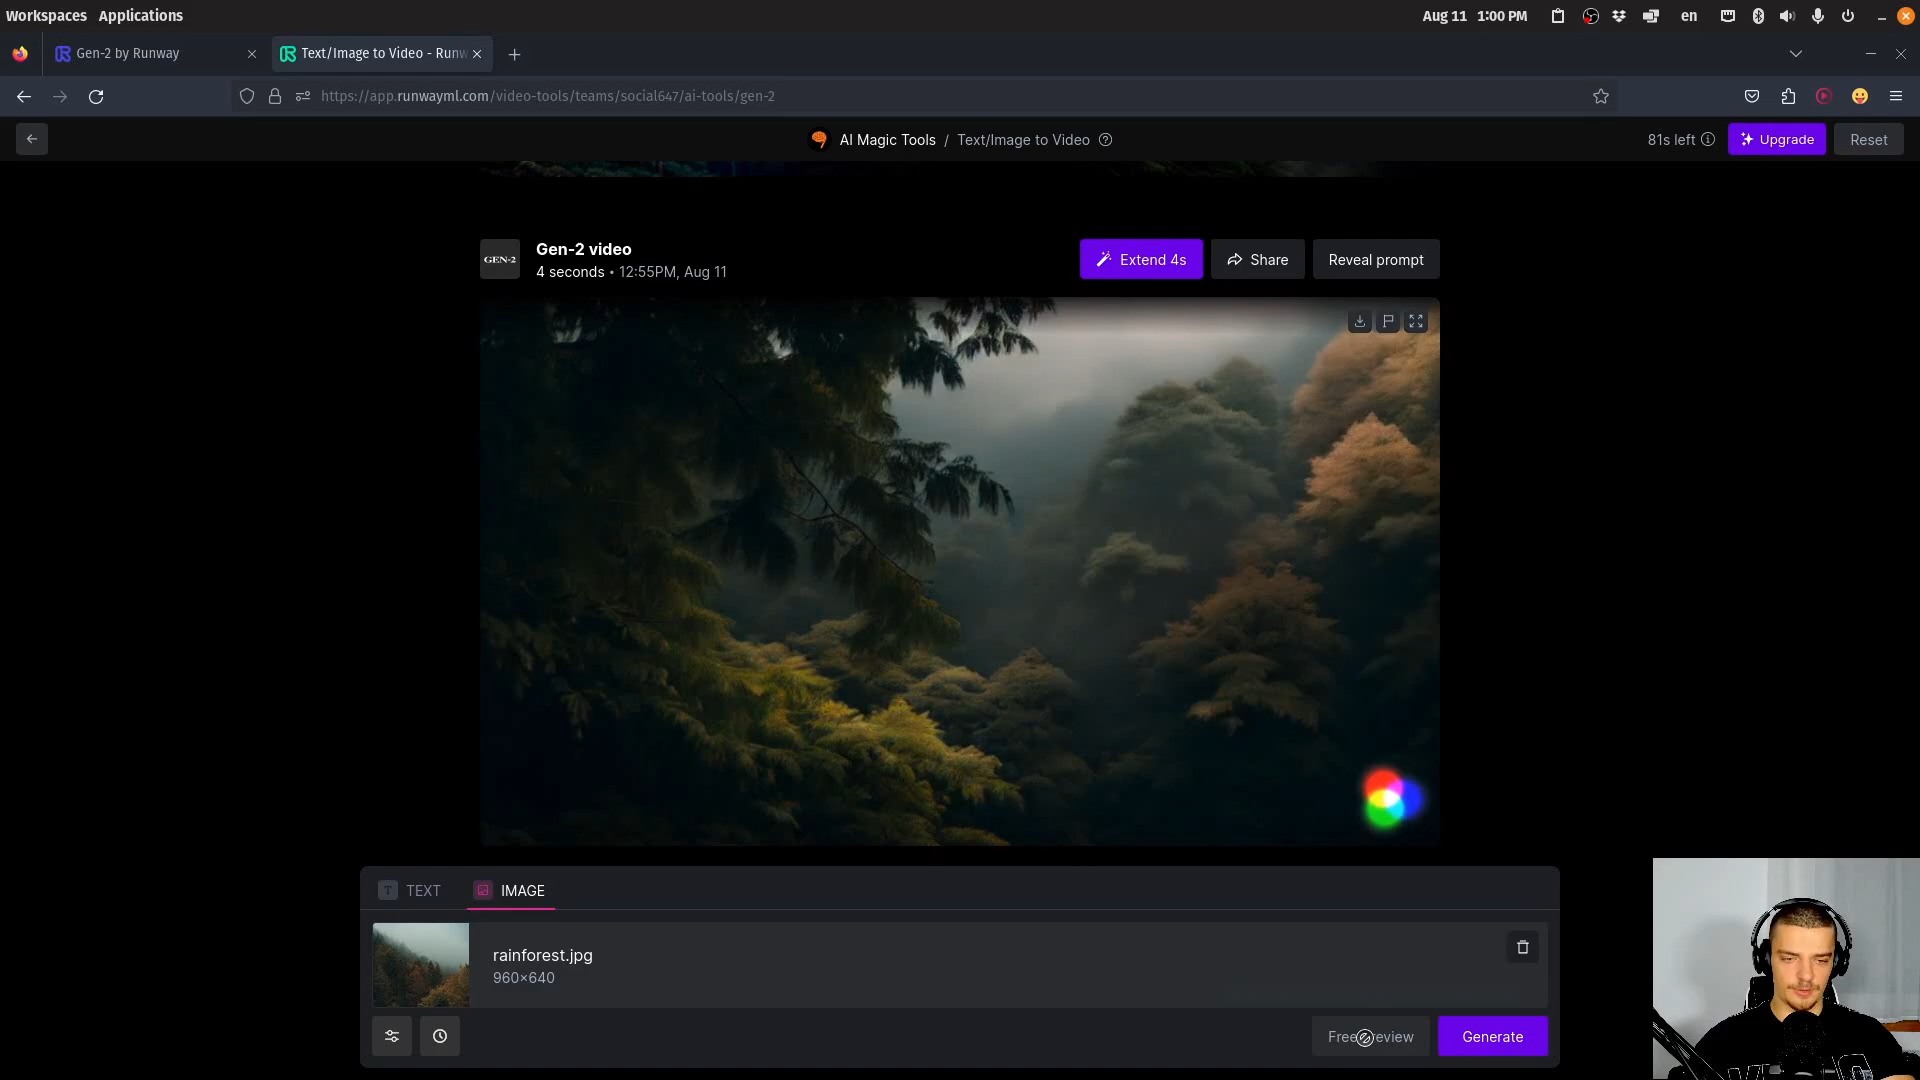 Workspaces Applications
Aug 11 1:00 PM
en
Gen-2 by Runway
Text/Image to Video - Runw
https://app.runwayml.com/video-tools/teams/social647/ai-tools/gen-2
AI Magic Tools / Text/Image to Video
81s left
Upgrade
Reset
GEN-2
Gen-2 video
4 seconds • 12:55PM, Aug 11
Extend 4s
Share
Reveal prompt
T TEXT
IMAGE
rainforest.jpg
960×640
Free Preview
Generate